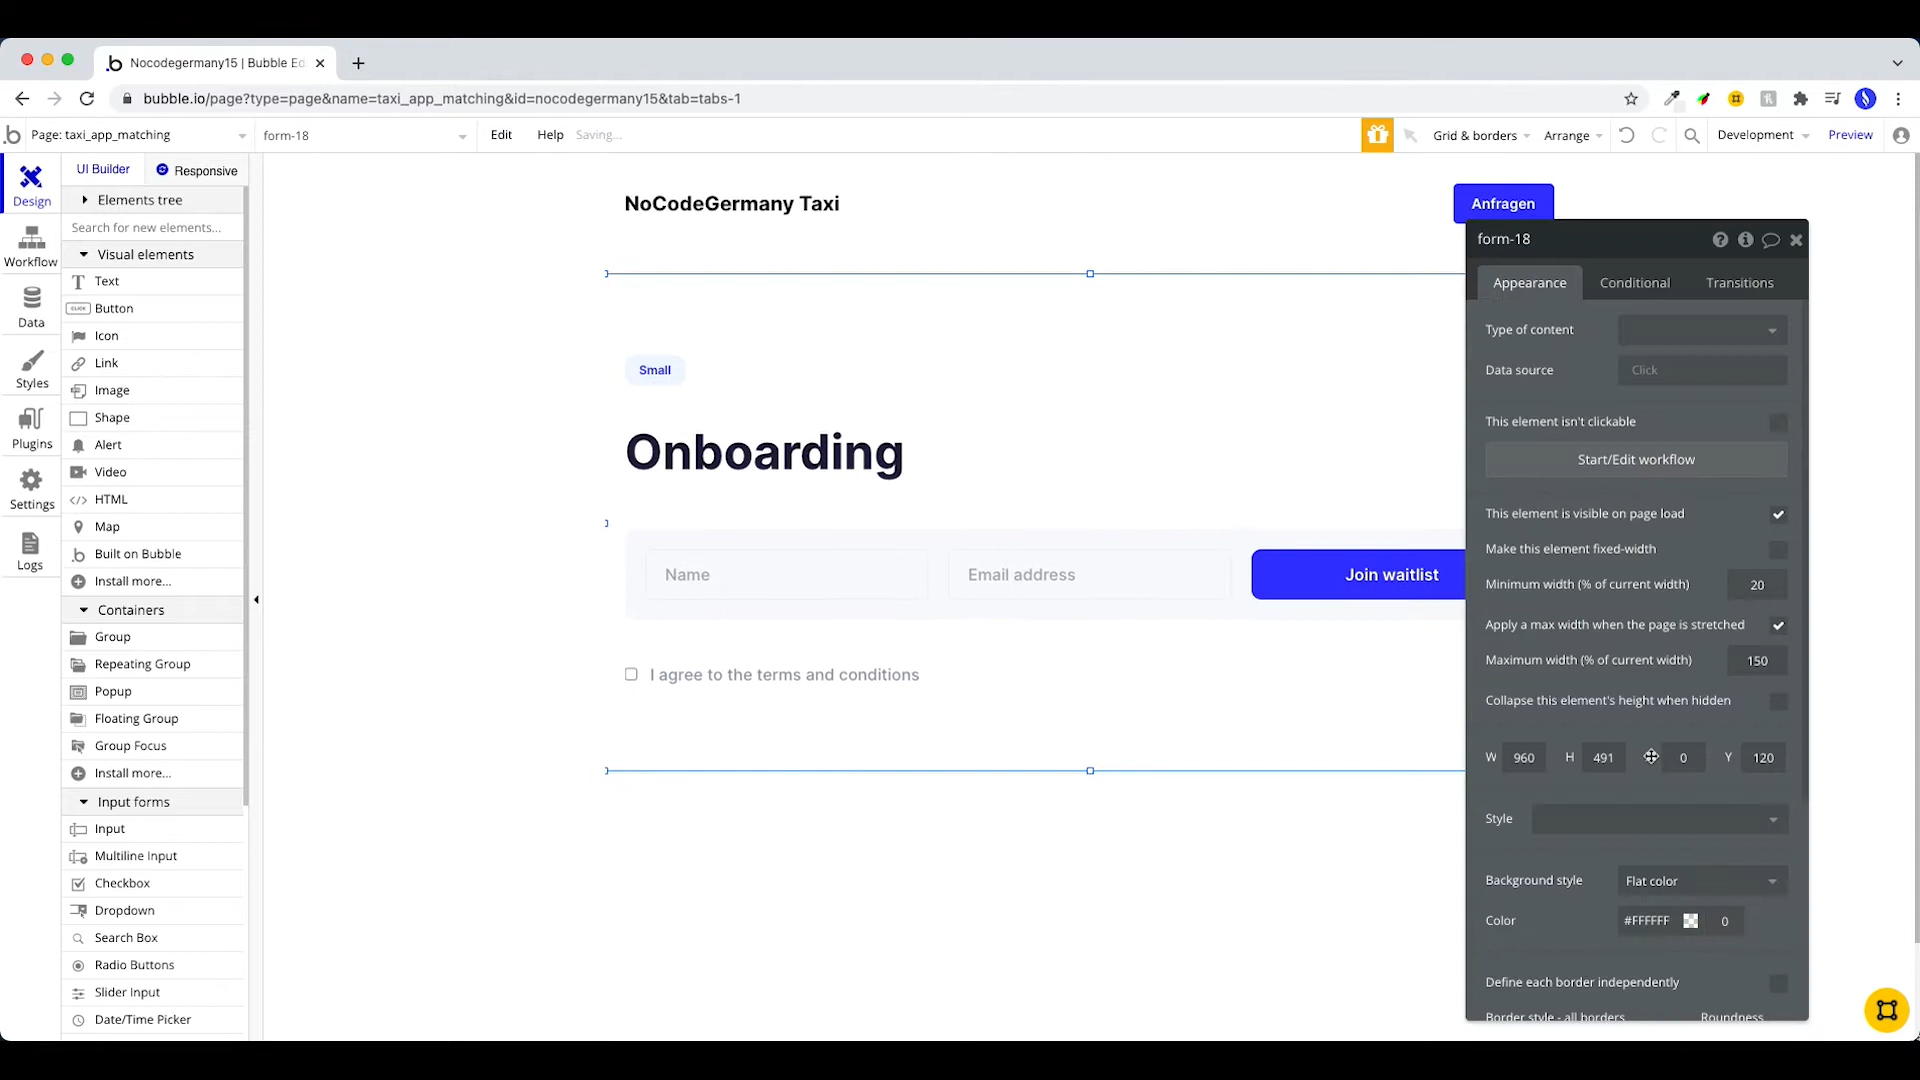 Nocodegermany15 | Bubble Ed
bubble.io/page?type=page&name=taxi_app_matching&id=nocodegermany15&tab=tabs-1
Page: taxi_app_matching
form-18
Edit
Help
Saving...
Grid & borders
Arrange
Development
Preview
Design
Workflow
Data
Styles
Plugins
Settings
Logs
UI Builder
Responsive
Elements tree
Search for new elements...
Visual elements
Text
CLICK
Button
Icon
Link
Image
Shape
Alert
Video
HTML
Map
Built on Bubble
Install more...
Containers
Group
Repeating Group
Popup
Floating Group
Group Focus
Install more...
Input forms
Input
Multiline Input
Checkbox
Dropdown
Search Box
Radio Buttons
Slider Input
Date/Time Picker
NoCodeGermany Taxi
Anfragen
Small
Onboarding
Name
Email address
Join waitlist
I agree to the terms and conditions
form-18
Appearance
Conditional
Transitions
Type of content
Data source
Click
This element isn't clickable
Start/Edit workflow
This element is visible on page load
Make this element fixed-width
Minimum width (% of current width)
20
Apply a max width when the page is stretched
Maximum width (% of current width)
150
Collapse this element's height when hidden
W 960 H 491 0 Y 120
Style
Background style
Flat color
Color
#FFFFFF
0
Define each border independently
Border style - all borders
Roundness